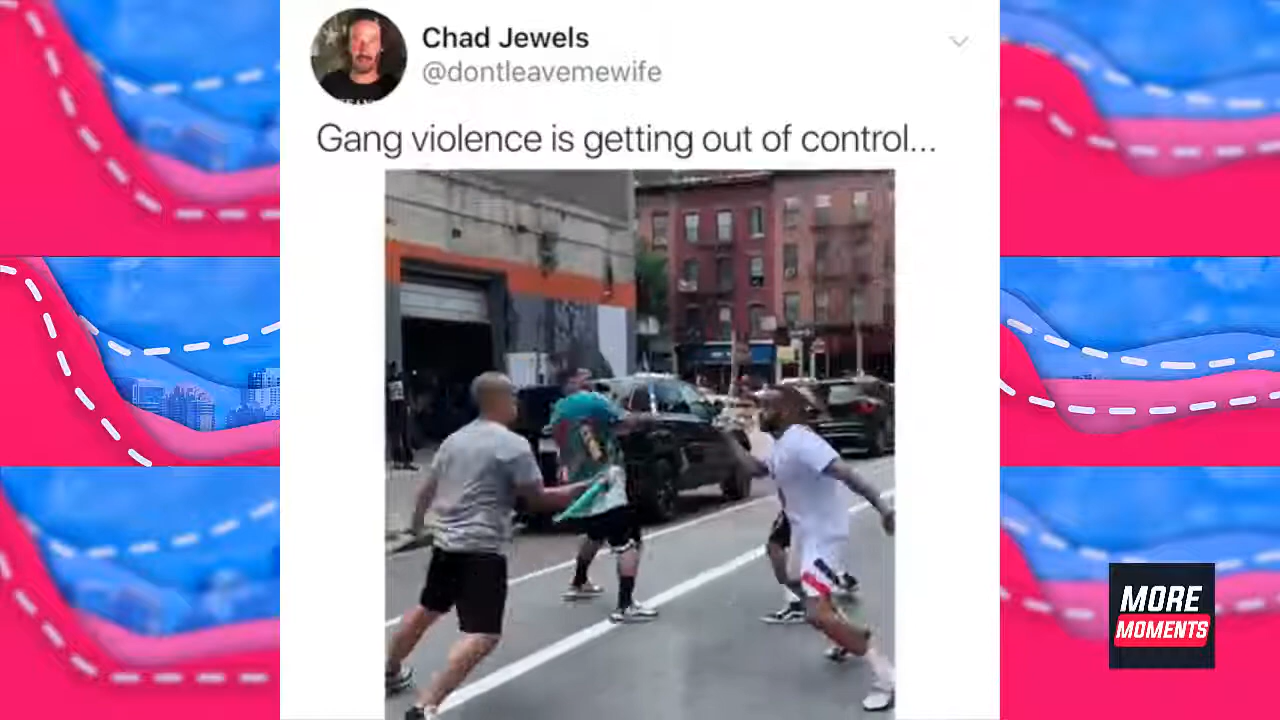 Chad Jewels
@dontleavemewife
Gang violence is getting out of control...
MORE
MOMENTS